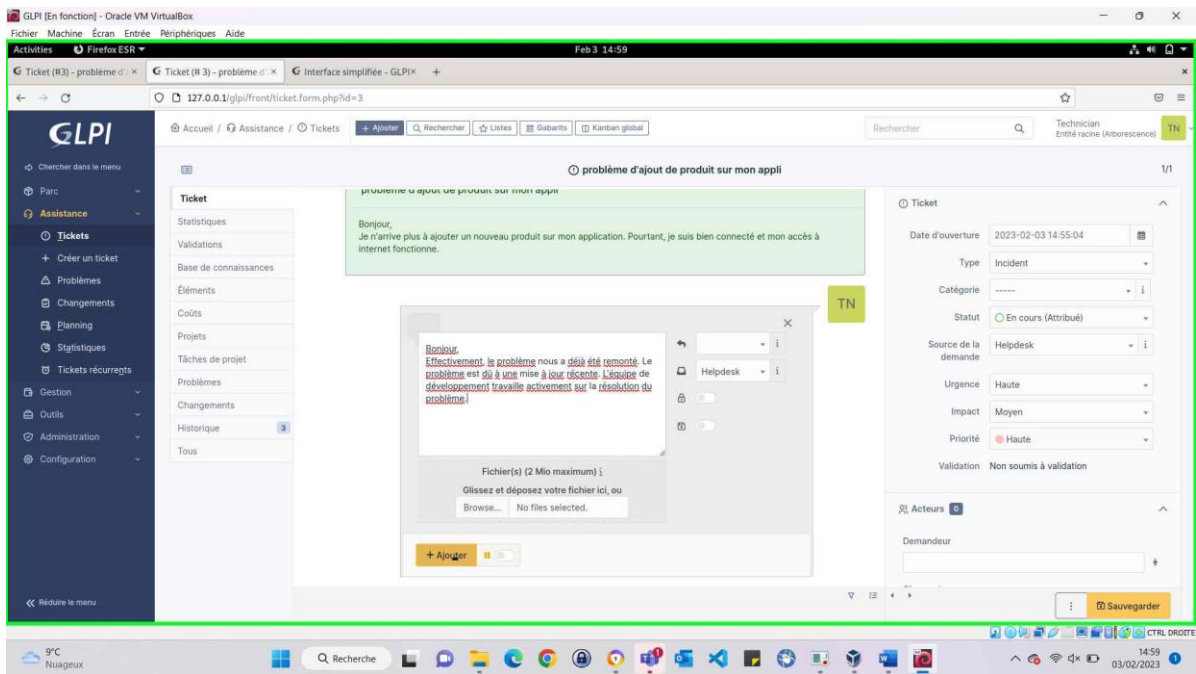 GLPI [En fonction] - Oracle VM VirtualBox
Fichier Machine Écran Entrée Périphériques Aide
Activities Firefox ESR Feb 3 14:59
Ticket (#3) - problème d' Ticket (# 3) - problème d Interface simplifiée - GLPI
127.0.0.1/glpi/front/ticket.form.php?id=3
GLPI
Accueil / Assistance / Tickets + Ajouter Rechercher Listes Gabarits Kanban global Rechercher Technician
Entité racine (Arborescence) TN
Chercher dans le menu
Parc
Assistance
Tickets
+ Créer un ticket
Problèmes
Changements
Planning
Statistiques
Tickets récurrents
Gestion
Outils
Administration
Configuration
Réduire le menu
problème d'ajout de produit sur mon appli 1/1
Ticket
Statistiques
Validations
Base de connaissances
Éléments
Coûts
Projets
Tâches de projet
Problèmes
Changements
Historique 3
Tous
problème d'ajout de produit sur mon appli
Bonjour,
Je n'arrive plus à ajouter un nouveau produit sur mon application. Pourtant, je suis bien connecté et mon accès à
internet fonctionne.
TN
Bonjour,
Effectivement, le problème nous a déjà été remonté. Le
problème est dû à une mise à jour récente. L'équipe de
développement travaille activement sur la résolution du
problème.
i
Helpdesk i
Fichier(s) (2 Mio maximum) i
Glissez et déposez votre fichier ici, ou
Browse... No files selected.
+ Ajouter
Ticket
Date d'ouverture 2023-02-03 14:55:04
Type Incident
Catégorie ----- i
Statut En cours (Attribué)
Source de la Helpdesk i
demande
Urgence Haute
Impact Moyen
Priorité Haute
Validation Non soumis à validation
Acteurs 0
Demandeur
Sauvegarder
CTRL DROITE
9°C
Nuageux
Recherche
14:59
03/02/2023